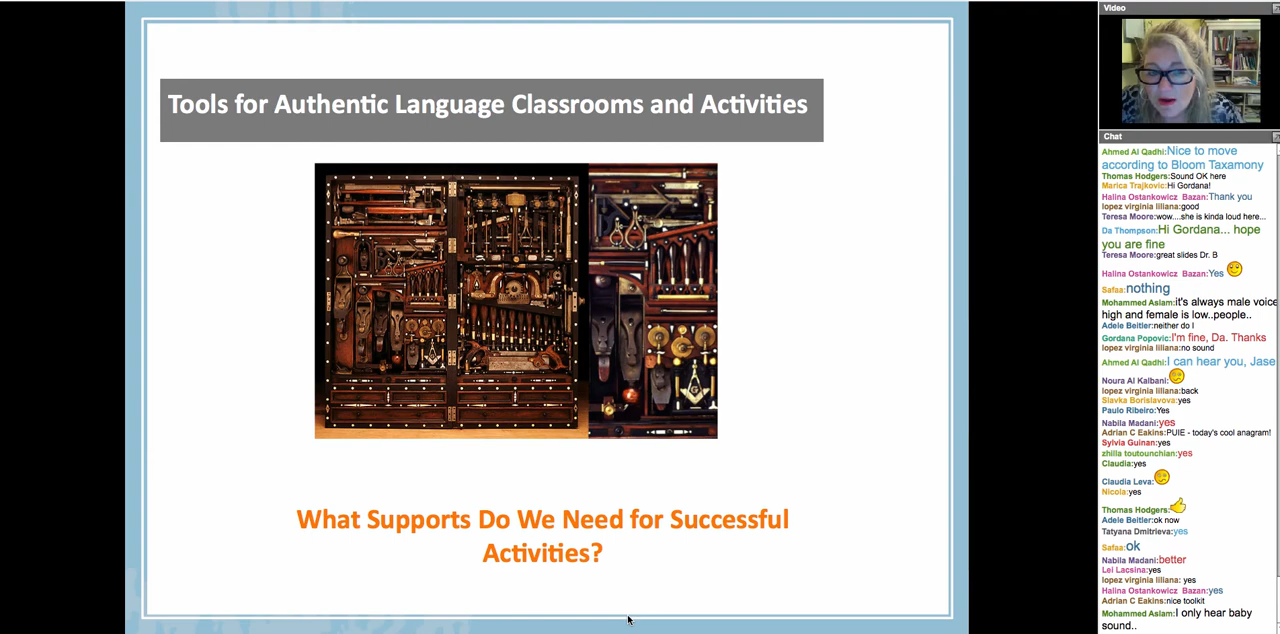 Tools for Authentic Language Classrooms and Activities
What Supports Do We Need for Successful
Activities?
Video
Chat
Ahmed Al Qadhi:Nice to move
according to Bloom Taxamony
Thomas Hodgers:Sound OK here
Marica Trajkovic:Hi Gordana!
Halina Ostankowicz Bazan:Thank you
lopez virginia liliana:good
Teresa Moore:wow....she is kinda loud here...
Da Thompson:Hi Gordana... hope
you are fine
Teresa Moore:great slides Dr. B
Halina Ostankowicz Bazan:Yes
Safaa:nothing
Mohammed Aslam:it's always male voice
high and female is low..people..
Adele Beitler:neither do I
Gordana Popovic:I'm fine, Da. Thanks
lopez virginia liliana:no sound
Ahmed Al Qadhi:I can hear you, Jase
Noura Al Kalbani:
lopez virginia liliana:back
Slavka Borislavova:yes
Paulo Ribeiro:Yes
Nabila Madani:yes
Adrian C Eakins:PUIE - today's cool anagram!
Sylvia Guinan:yes
zhilla toutounchian:yes
Claudia:yes
Claudia Leva:
Nicola:yes
Thomas Hodgers:
Adele Beitler:ok now
Tatyana Dmitrieva:yes
Safaa:ok
Nabila Madani:better
Lei Lacsina:yes
lopez virginia liliana: yes
Halina Ostankowicz Bazan:yes
Adrian C Eakins:nice toolkit
Mohammed Aslam:I only hear baby
sound..